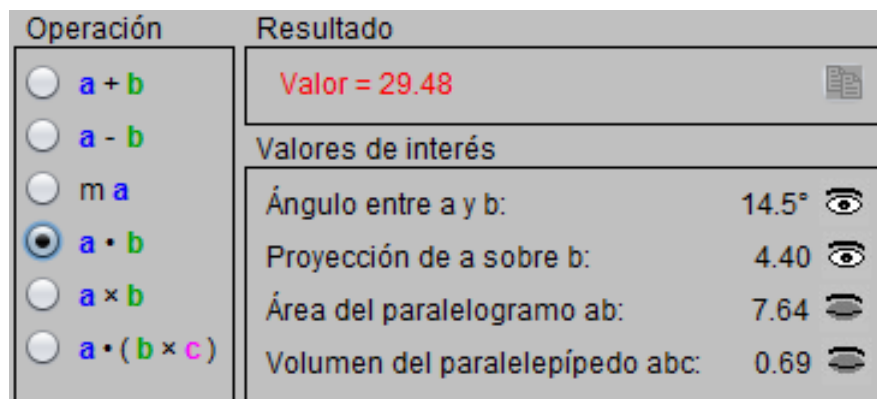 Operación
a + b
a - b
m a
a • b
a × b
a • ( b × c )
Resultado
Valor = 29.48
Valores de interés
Ángulo entre a y b: 14.5°
Proyección de a sobre b: 4.40
Área del paralelogramo ab: 7.64
Volumen del paralelepípedo abc: 0.69